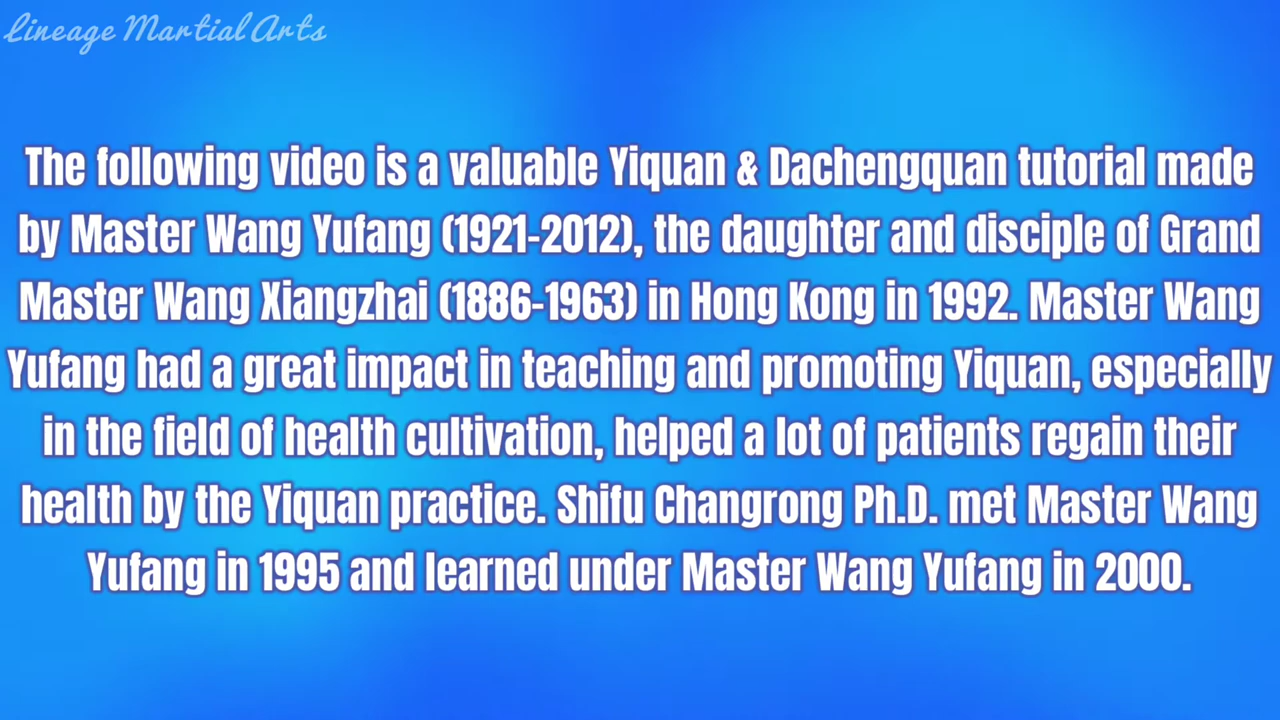 Lineage Martial Arts
The following video is a valuable Yiquan & Dachengquan tutorial made
by Master Wang Yufang (1921-2012), the daughter and disciple of Grand
Master Wang Xiangzhai (1886-1963) in Hong Kong in 1992. Master Wang
Yufang had a great impact in teaching and promoting Yiquan, especially
in the field of health cultivation, helped a lot of patients regain their
health by the Yiquan practice. Shifu Changrong Ph.D. met Master Wang
Yufang in 1995 and learned under Master Wang Yufang in 2000.